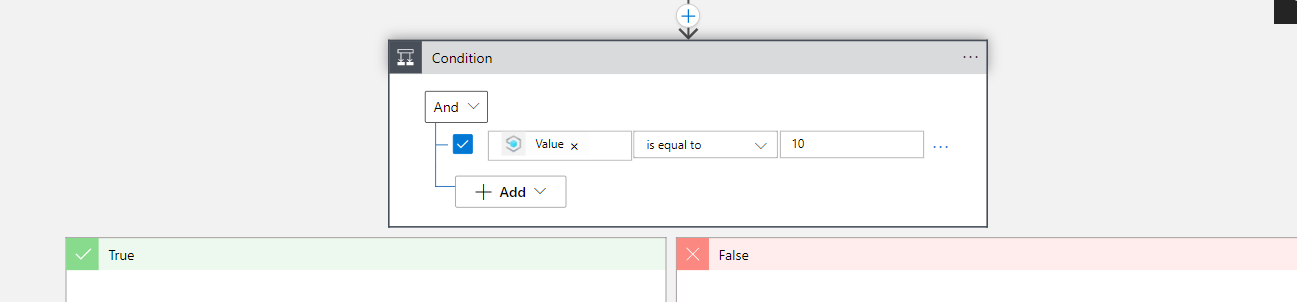 Condition
And
Value is equal to 10
Add
True False